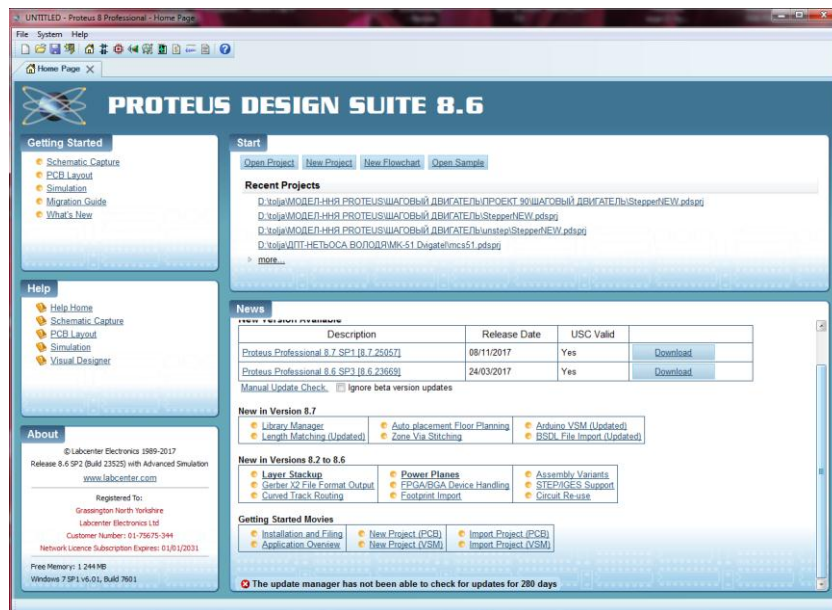 UNTITLED - Proteus 8 Professional - Home Page
File System Help
Home Page
PROTEUS DESIGN SUITE 8.6
Getting Started
Schematic Capture
PCB Layout
Simulation
Migration Guide
What's New
Help
Help Home
Schematic Capture
PCB Layout
Simulation
Visual Designer
About
© Labcenter Electronics 1989-2017
Release 8.6 SP2 (Build 23525) with Advanced Simulation
www.labcenter.com
Registered To:
Grassington North Yorkshire
Labcenter Electronics Ltd
Customer Number: 01-75675-344
Network Licence Subscription Expires: 01/01/2031
Free Memory: 1 244 MB
Windows 7 SP1 v6.01, Build 7601
Start
Open Project New Project New Flowchart Open Sample
Recent Projects
D:\tolja\МОДЕЛ-ННЯ PROTEUS\ШАГОВЫЙ ДВИГАТЕЛЬ\ПРОЕКТ 90\ШАГОВЫЙ ДВИГАТЕЛЬ\StepperNEW.pdsprj
D:\tolja\МОДЕЛ-ННЯ PROTEUS\ШАГОВЫЙ ДВИГАТЕЛЬ\StepperNEW.pdsprj
D:\tolja\МОДЕЛ-ННЯ PROTEUS\ШАГОВЫЙ ДВИГАТЕЛЬ\unstep\StepperNEW.pdsprj
D:\tolja\ДПТ-НЕТЬОСА ВОЛОДЯ\MK-51 Dvigatel\mcs51.pdsprj
more...
News
New Version Available
Description Release Date USC Valid
Proteus Professional 8.7 SP1 [8.7.25057] 08/11/2017 Yes Download
Proteus Professional 8.6 SP3 [8.6.23669] 24/03/2017 Yes Download
Manual Update Check. Ignore beta version updates
New in Version 8.7
Library Manager Auto placement Floor Planning Arduino VSM (Updated)
Length Matching (Updated) Zone Via Stitching BSDL File Import (Updated)
New in Versions 8.2 to 8.6
Layer Stackup Power Planes Assembly Variants
Gerber X2 File Format Output FPGA/BGA Device Handling STEP/IGES Support
Curved Track Routing Footprint Import Circuit Re-use
Getting Started Movies
Installation and Filing New Project (PCB) Import Project (PCB)
Application Overview New Project (VSM) Import Project (VSM)
The update manager has not been able to check for updates for 280 days